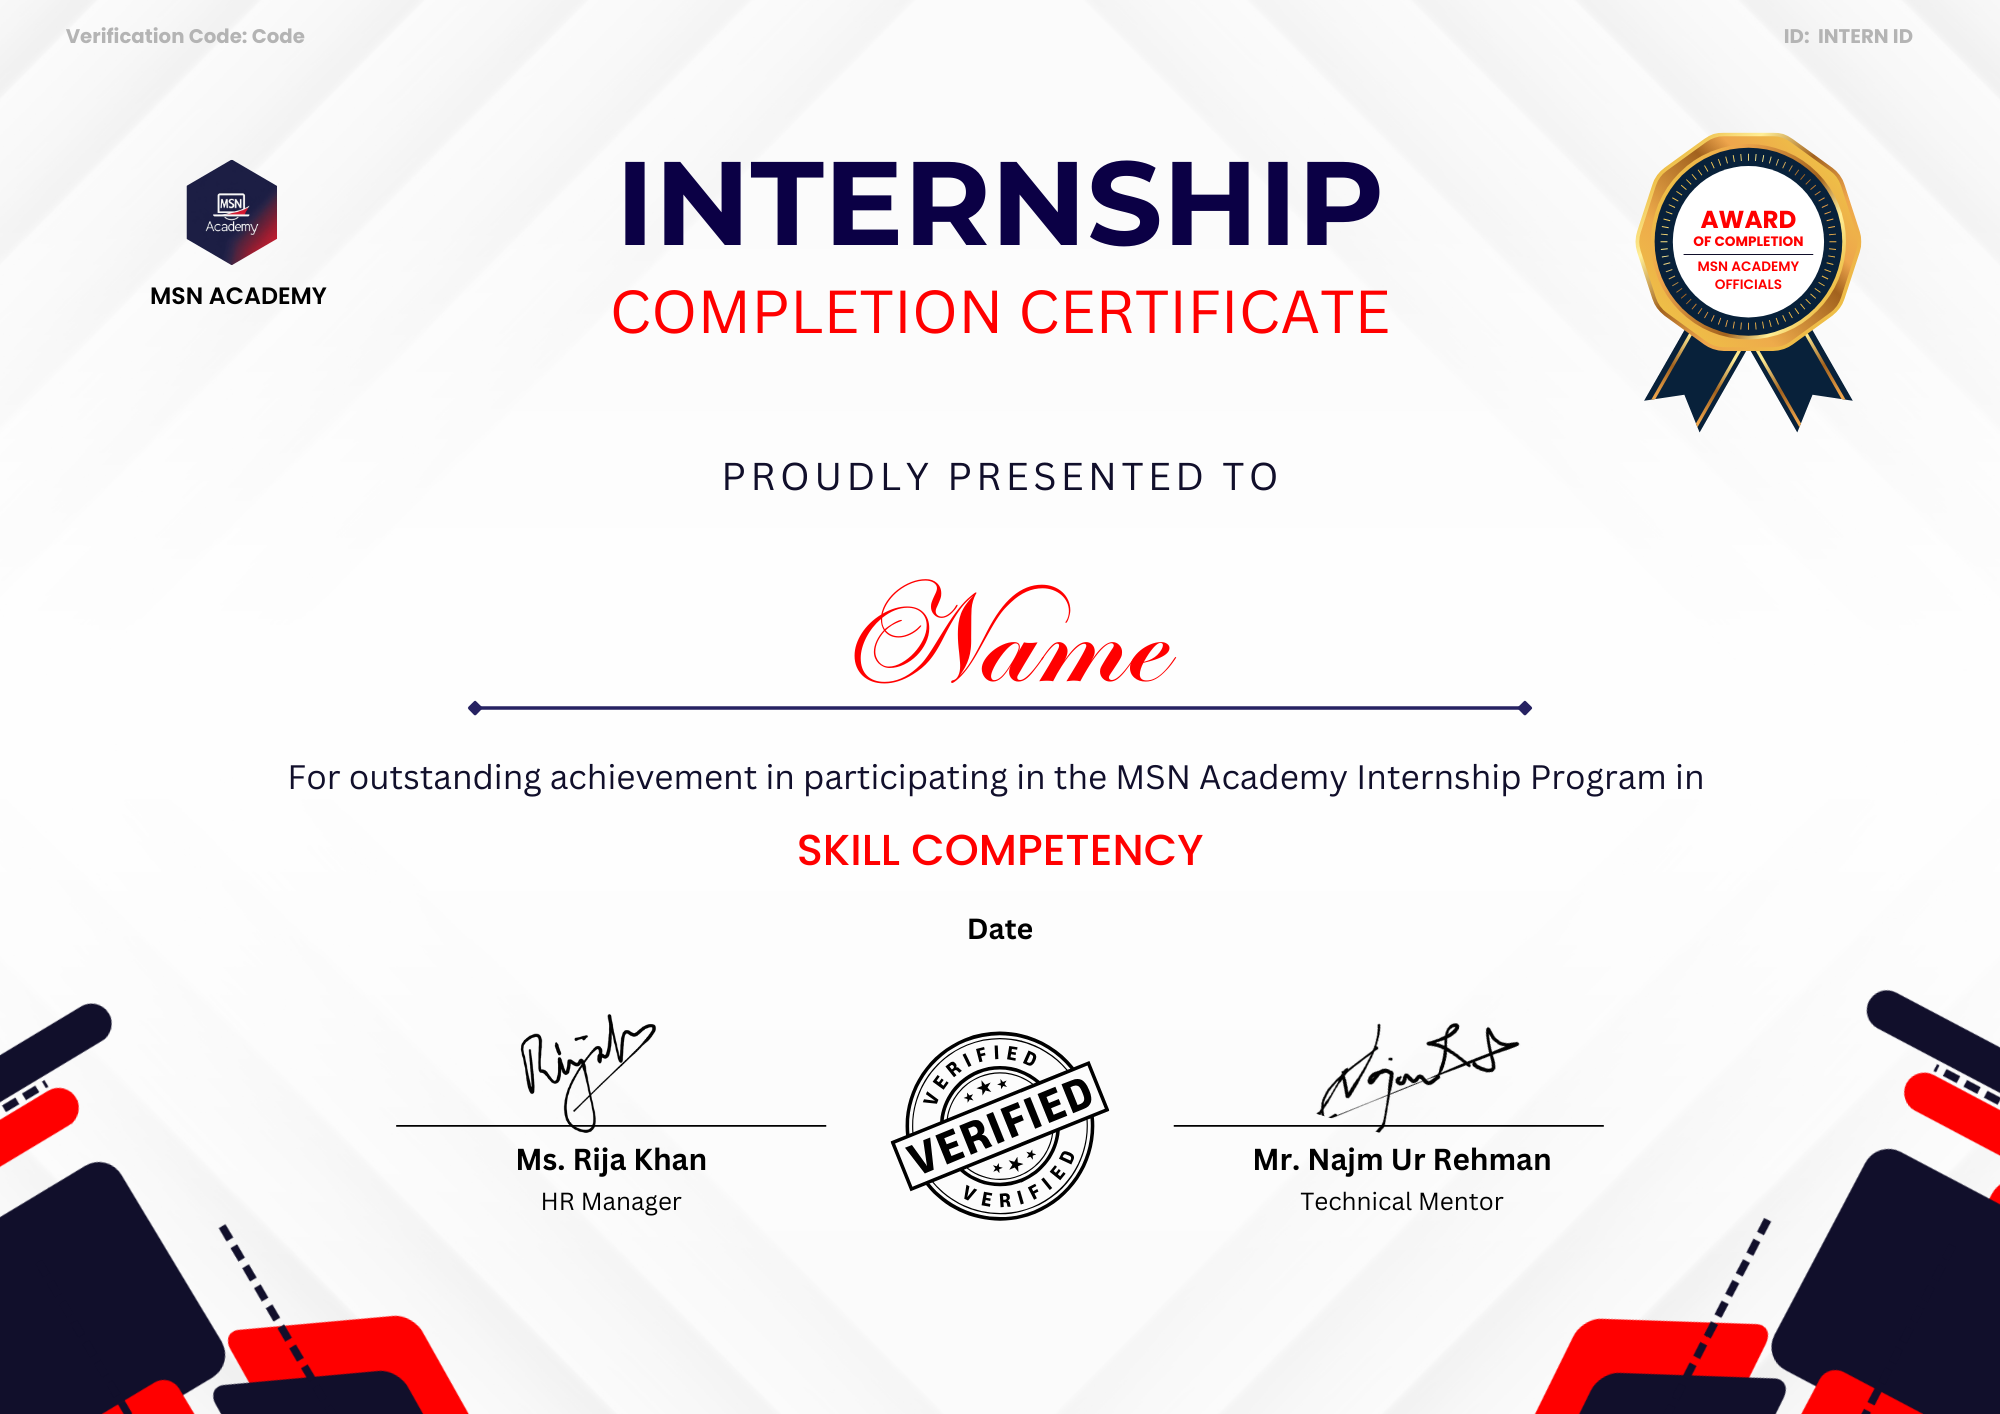 Verification Code: Code
ID: INTERN ID
MSN
Academy
MSN ACADEMY
INTERNSHIP
COMPLETION CERTIFICATE
AWARD
OF COMPLETION
MSN ACADEMY
OFFICIALS
PROUDLY PRESENTED TO
Name
For outstanding achievement in participating in the MSN Academy Internship Program in
SKILL COMPETENCY
Date
Rijah
Ms. Rija Khan
HR Manager
VERIFIED
VERIFIED
VERIFIED
Mr. Najm Ur Rehman
Technical Mentor